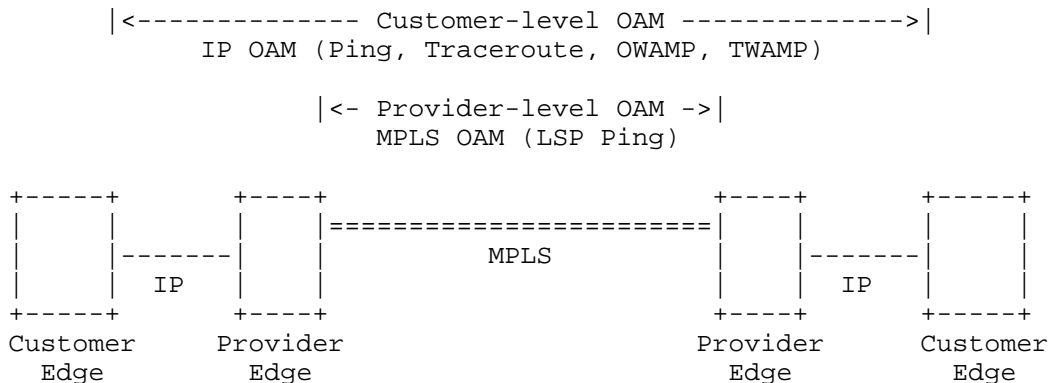 |<-------------- Customer-level OAM -------------->|
IP OAM (Ping, Traceroute, OWAMP, TWAMP)
|<- Provider-level OAM ->|
MPLS OAM (LSP Ping)
+-----+ +----+ +----+ +-----+
| | | |========================| | | |
| |-------| | MPLS | |-------| |
| | IP | | | | IP | |
+-----+ +----+ +----+ +-----+
Customer Provider Provider Customer
Edge Edge Edge Edge